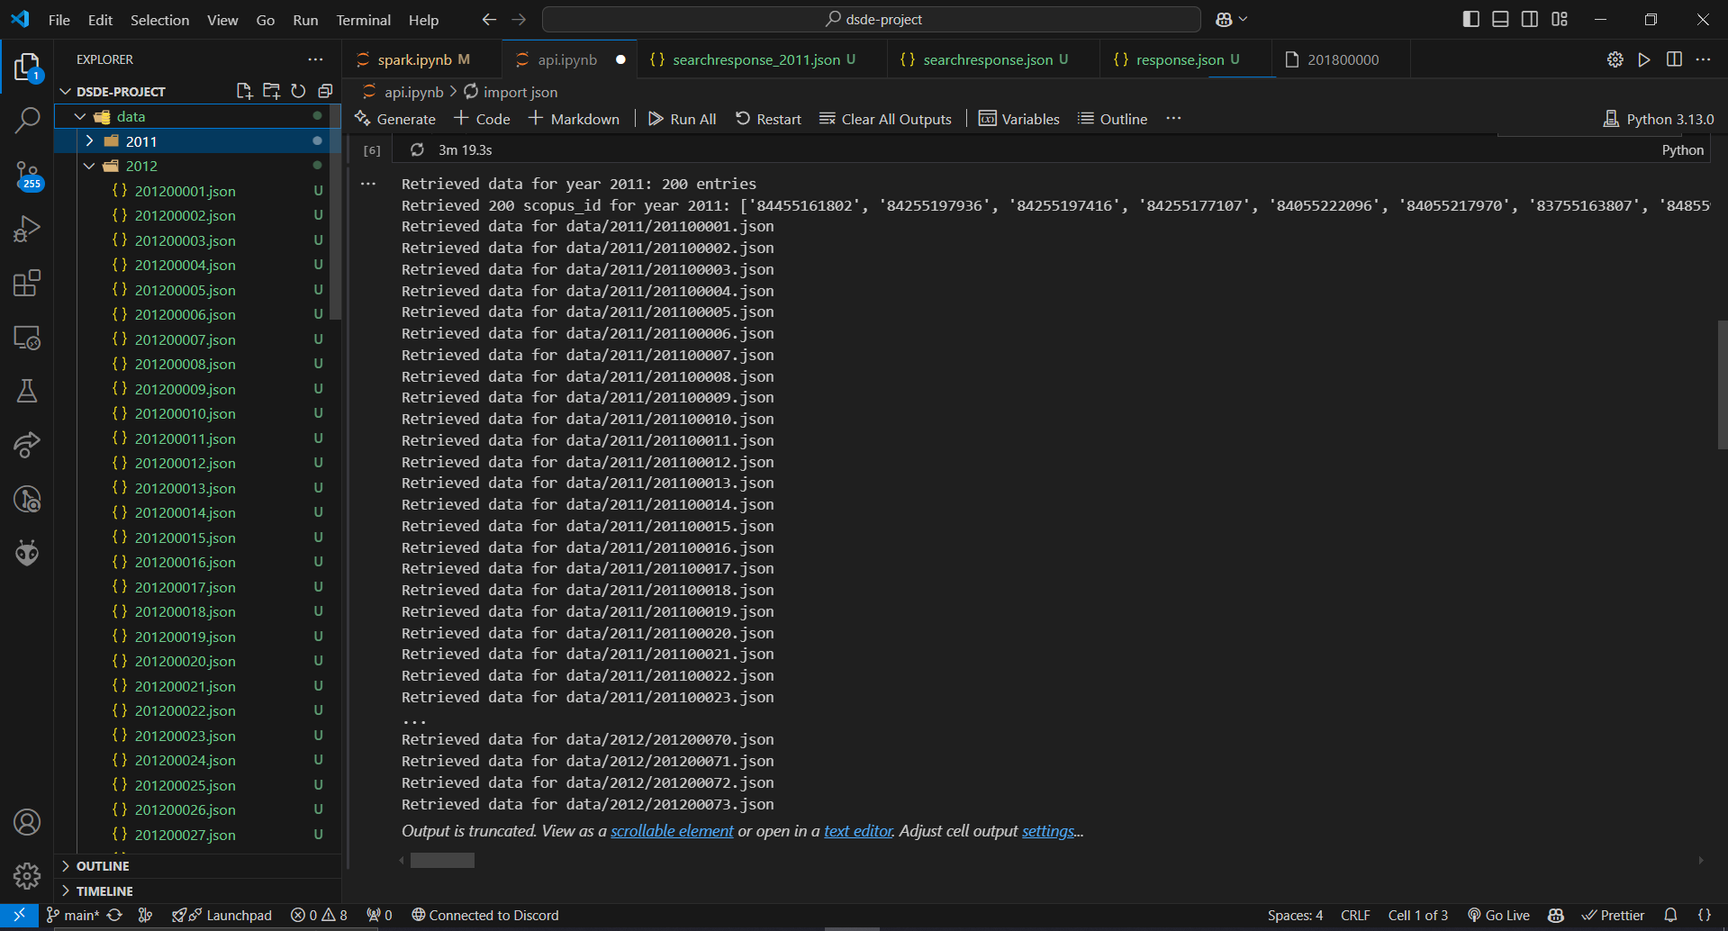 File Edit Selection View Go Run Terminal Help
dsde-project
EXPLORER
DSDE-PROJECT
data
2011
2012
201200001.json U
201200002.json U
201200003.json U
201200004.json U
201200005.json U
201200006.json U
201200007.json U
201200008.json U
201200009.json U
201200010.json U
201200011.json U
201200012.json U
201200013.json U
201200014.json U
201200015.json U
201200016.json U
201200017.json U
201200018.json U
201200019.json U
201200020.json U
201200021.json U
201200022.json U
201200023.json U
201200024.json U
201200025.json U
201200026.json U
201200027.json U
OUTLINE
TIMELINE
1
255
spark.ipynb M
api.ipynb
{} searchresponse_2011.json U
{} searchresponse.json U
{} response.json U
201800000
api.ipynb > import json
Generate + Code + Markdown Run All Restart Clear All Outputs Variables Outline ... Python 3.13.0
[6] 3m 19.3s Python
Retrieved data for year 2011: 200 entries
Retrieved 200 scopus_id for year 2011: ['84455161802', '84255197936', '84255197416', '84255177107', '84055222096', '84055217970', '83755163807', '84855
Retrieved data for data/2011/201100001.json
Retrieved data for data/2011/201100002.json
Retrieved data for data/2011/201100003.json
Retrieved data for data/2011/201100004.json
Retrieved data for data/2011/201100005.json
Retrieved data for data/2011/201100006.json
Retrieved data for data/2011/201100007.json
Retrieved data for data/2011/201100008.json
Retrieved data for data/2011/201100009.json
Retrieved data for data/2011/201100010.json
Retrieved data for data/2011/201100011.json
Retrieved data for data/2011/201100012.json
Retrieved data for data/2011/201100013.json
Retrieved data for data/2011/201100014.json
Retrieved data for data/2011/201100015.json
Retrieved data for data/2011/201100016.json
Retrieved data for data/2011/201100017.json
Retrieved data for data/2011/201100018.json
Retrieved data for data/2011/201100019.json
Retrieved data for data/2011/201100020.json
Retrieved data for data/2011/201100021.json
Retrieved data for data/2011/201100022.json
Retrieved data for data/2011/201100023.json
...
Retrieved data for data/2012/201200070.json
Retrieved data for data/2012/201200071.json
Retrieved data for data/2012/201200072.json
Retrieved data for data/2012/201200073.json
Output is truncated. View as a scrollable element or open in a text editor. Adjust cell output settings...
main* Launchpad 0 8 0 Connected to Discord Spaces: 4 CRLF Cell 1 of 3 Go Live Prettier {}